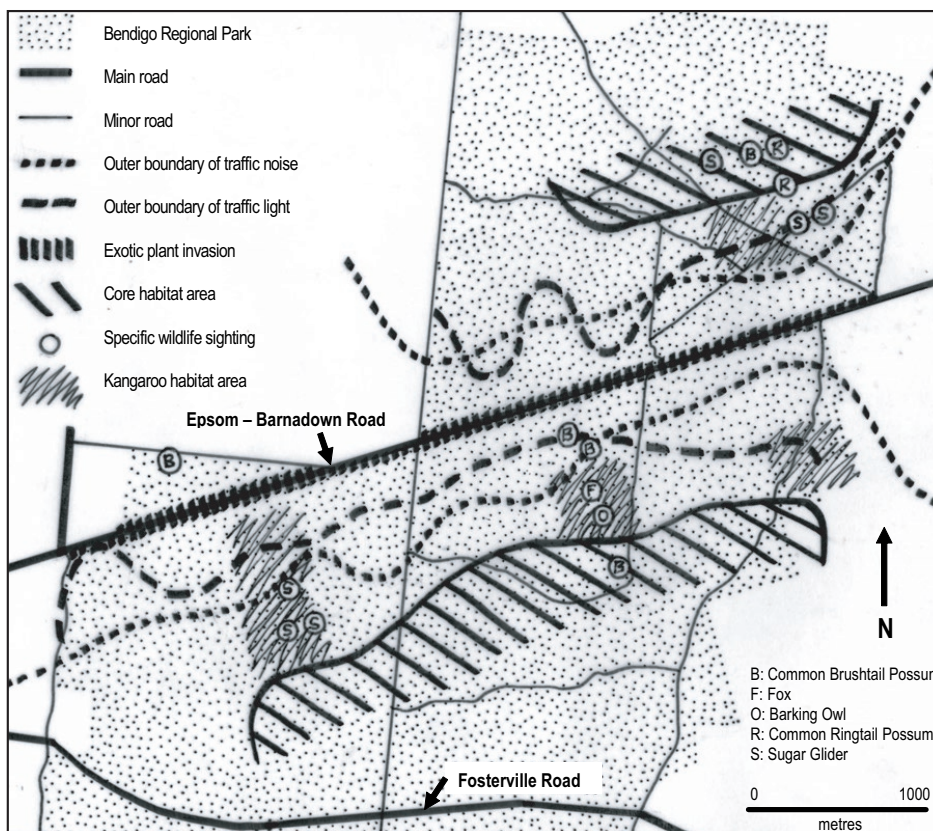 Bendigo Regional Park
Main road
Minor road
Outer boundary of traffic noise
Outer boundary of traffic light
Exotic plant invasion
Core habitat area
Specific wildlife sighting
Kangaroo habitat area
S
B
R
R
S
S
Epsom – Barnadown Road
B
B
B
F
O
B
S
S
S
N
B: Common Brushtail Possum
F: Fox
O: Barking Owl
R: Common Ringtail Possum
S: Sugar Glider
Fosterville Road
0 1000
metres